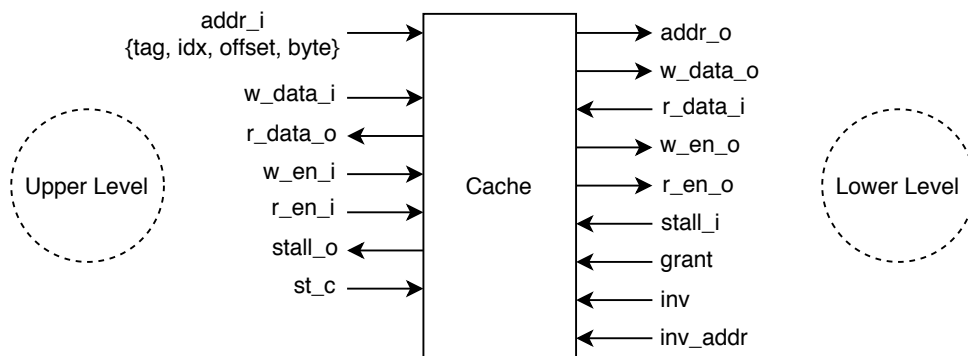 addr_i
{tag, idx, offset, byte}
w_data_i
r_data_o
w_en_i
r_en_i
stall_o
st_c
Upper Level
Cache
addr_o
w_data_o
r_data_i
w_en_o
r_en_o
stall_i
grant
inv
inv_addr
Lower Level